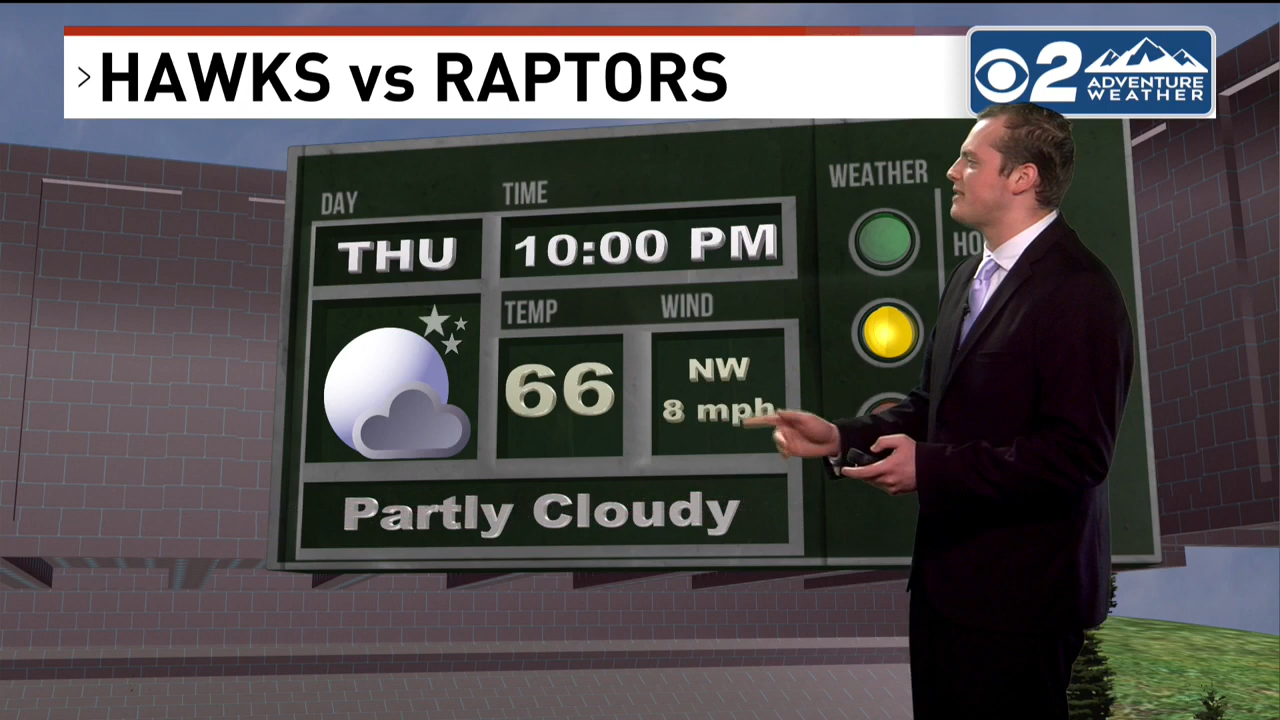 HAWKS vs RAPTORS
2 ADVENTURE
WEATHER
DAY
TIME
WEATHER
THU
10:00 PM
TEMP
WIND
66
NW
8 mph
Partly Cloudy